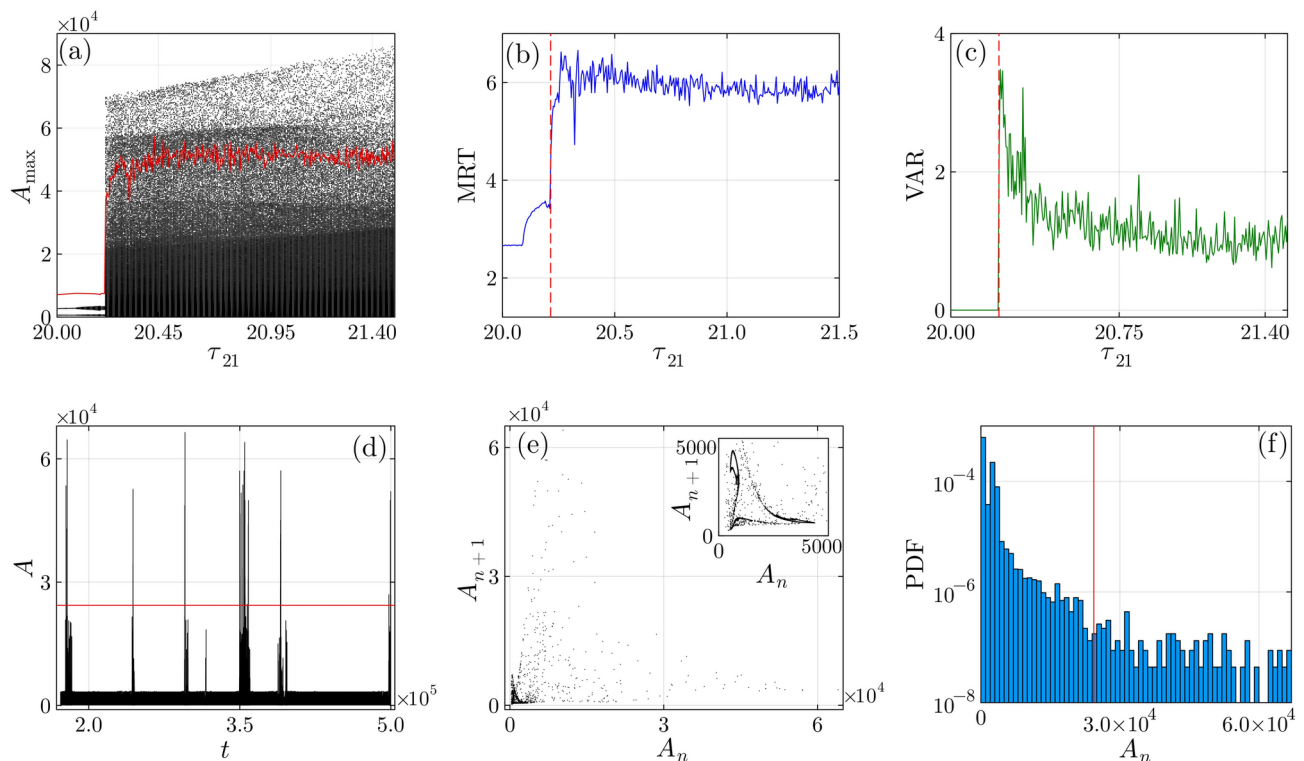 ×10⁴
(a)
8
6
4
2
0
A_max
20.00
20.45
20.95
21.40
τ₂₁
(b)
6
4
2
MRT
20.0
20.5
21.0
21.5
τ₂₁
(c)
4
2
0
VAR
20.00
20.75
21.40
τ₂₁
×10⁴
(d)
6
3
0
A
2.0
3.5
5.0
×10⁵
t
×10⁴
(e)
6
3
0
A_{n+1}
0
3
6
×10⁴
A_n
5000
0
A_{n+1}
0
5000
A_n
(f)
10⁻⁴
10⁻⁶
10⁻⁸
PDF
0
3.0×10⁴
6.0×10⁴
A_n